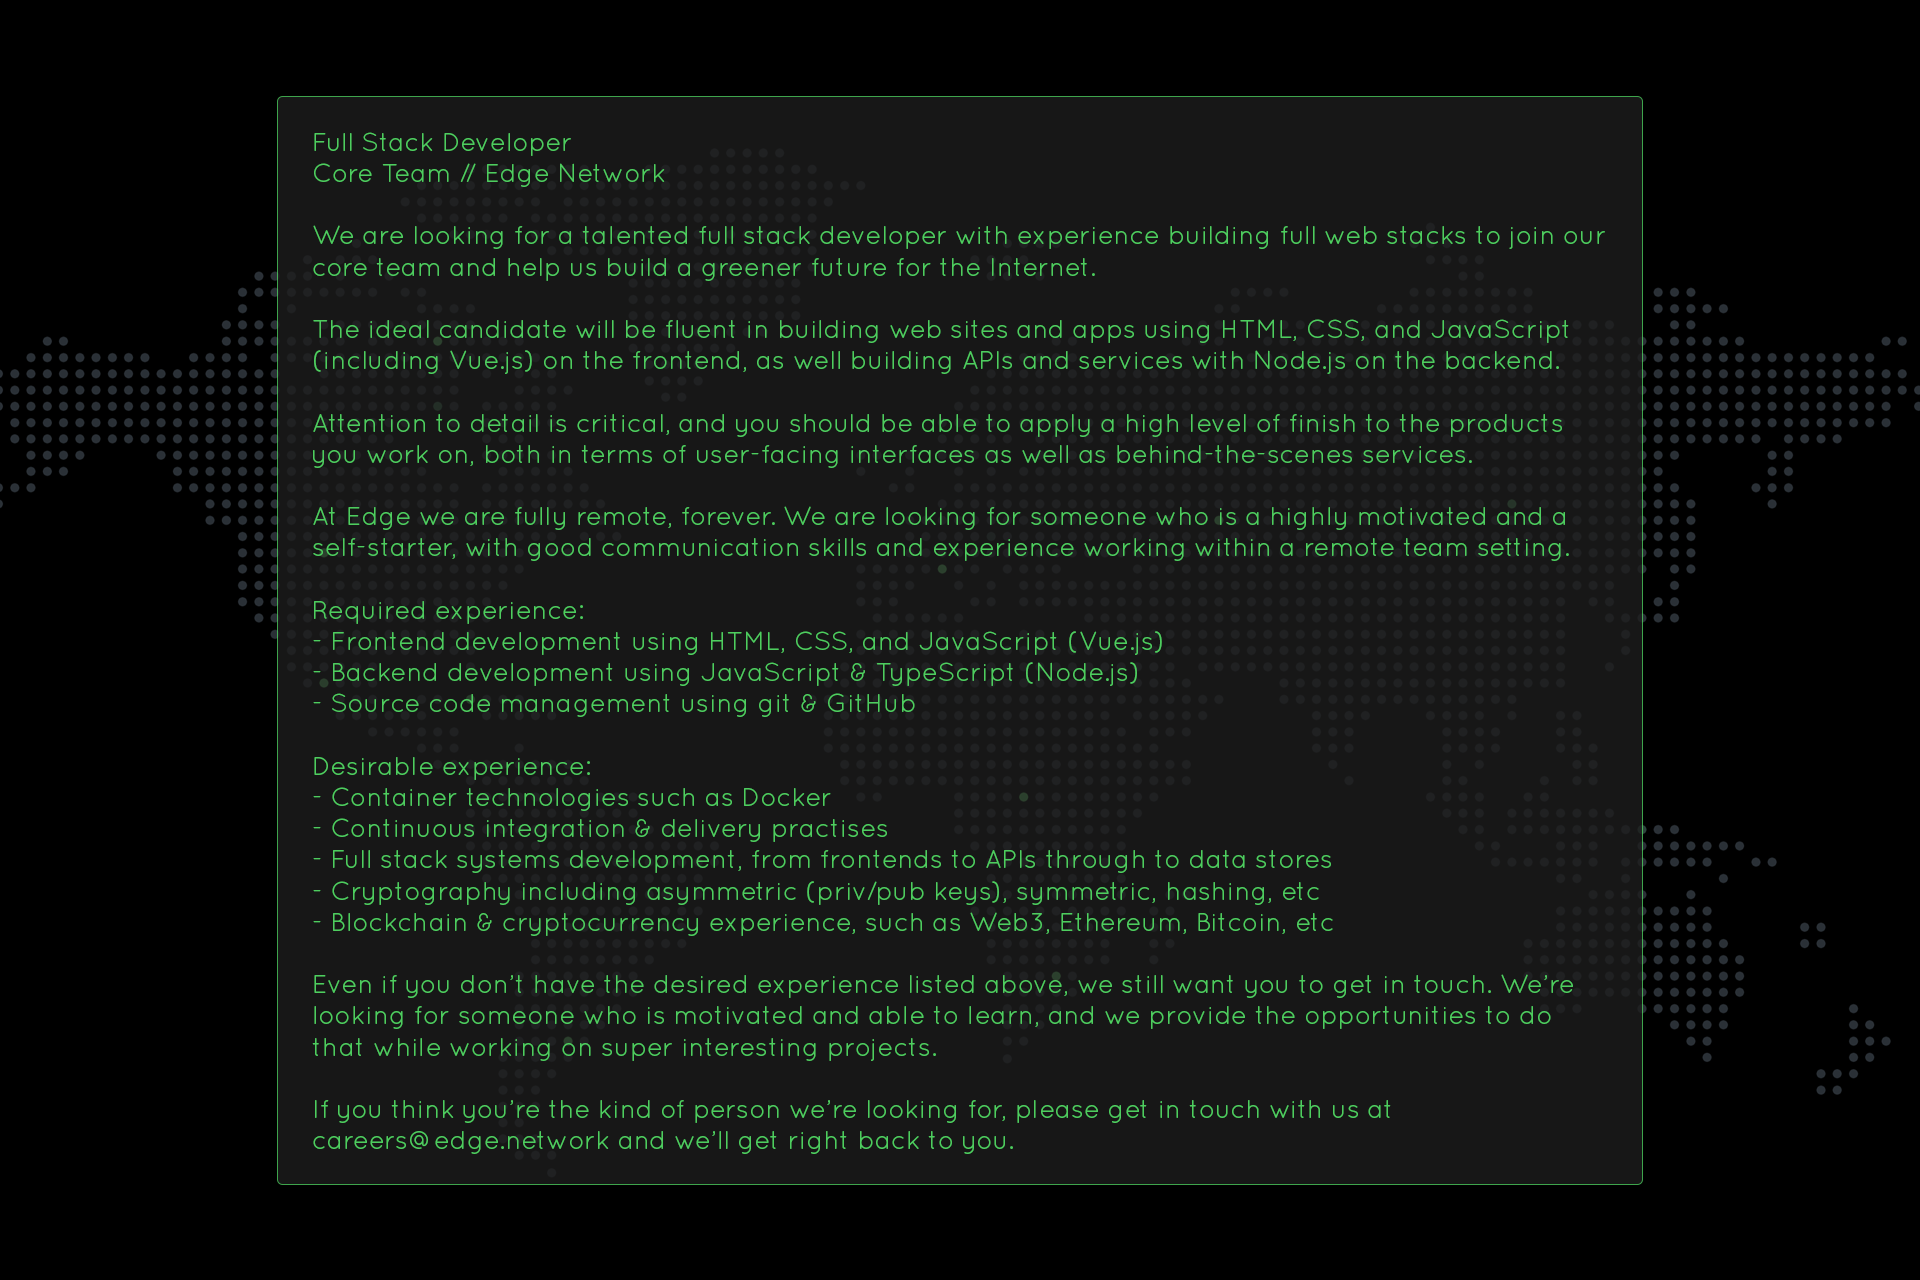 Full Stack Developer
Core Team // Edge Network
We are looking for a talented full stack developer with experience building full web stacks to join our
core team and help us build a greener future for the Internet.
The ideal candidate will be fluent in building web sites and apps using HTML, CSS, and JavaScript
(including Vue.js) on the frontend, as well building APIs and services with Node.js on the backend.
Attention to detail is critical, and you should be able to apply a high level of finish to the products
you work on, both in terms of user-facing interfaces as well as behind-the-scenes services.
At Edge we are fully remote, forever. We are looking for someone who is a highly motivated and a
self-starter, with good communication skills and experience working within a remote team setting.
Required experience:
- Frontend development using HTML, CSS, and JavaScript (Vue.js)
- Backend development using JavaScript & TypeScript (Node.js)
- Source code management using git & GitHub
Desirable experience:
- Container technologies such as Docker
- Continuous integration & delivery practises
- Full stack systems development, from frontends to APIs through to data stores
- Cryptography including asymmetric (priv/pub keys), symmetric, hashing, etc
- Blockchain & cryptocurrency experience, such as Web3, Ethereum, Bitcoin, etc
Even if you don’t have the desired experience listed above, we still want you to get in touch. We’re
looking for someone who is motivated and able to learn, and we provide the opportunities to do
that while working on super interesting projects.
If you think you’re the kind of person we’re looking for, please get in touch with us at
careers@edge.network and we’ll get right back to you.